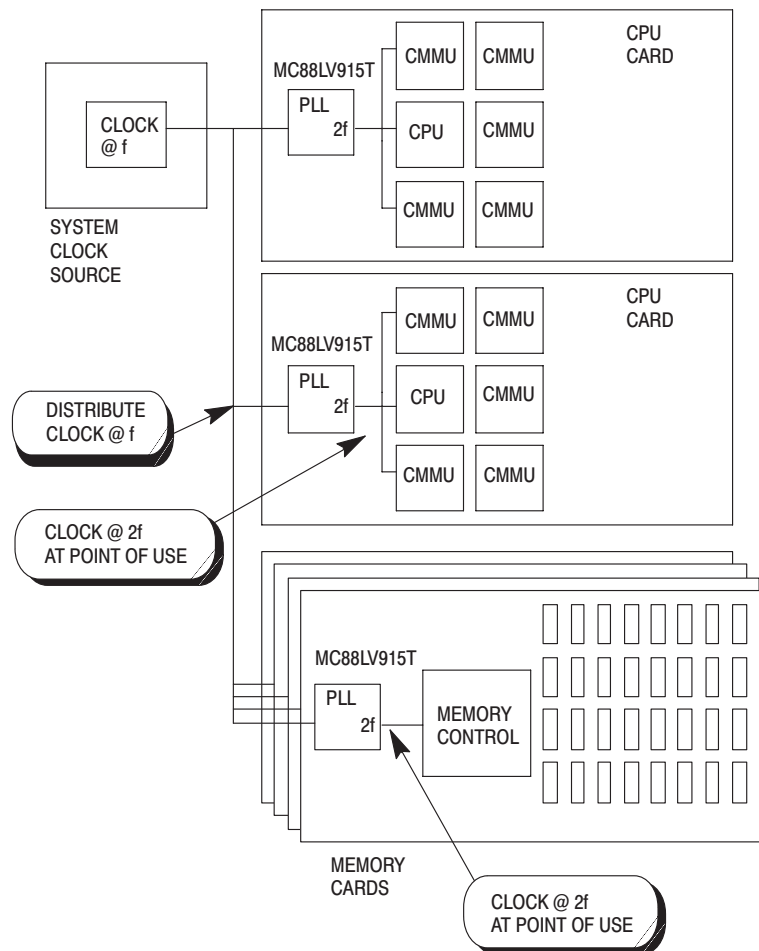 CPU
CARD
MC88LV915T
CMMU
CMMU
CLOCK
@ f
PLL
2f
CPU
CMMU
CMMU
CMMU
SYSTEM
CLOCK
SOURCE
CPU
CARD
MC88LV915T
CMMU
CMMU
PLL
2f
CPU
CMMU
CMMU
CMMU
DISTRIBUTE
CLOCK @ f
CLOCK @ 2f
AT POINT OF USE
MC88LV915T
PLL
2f
MEMORY
CONTROL
MEMORY
CARDS
CLOCK @ 2f
AT POINT OF USE